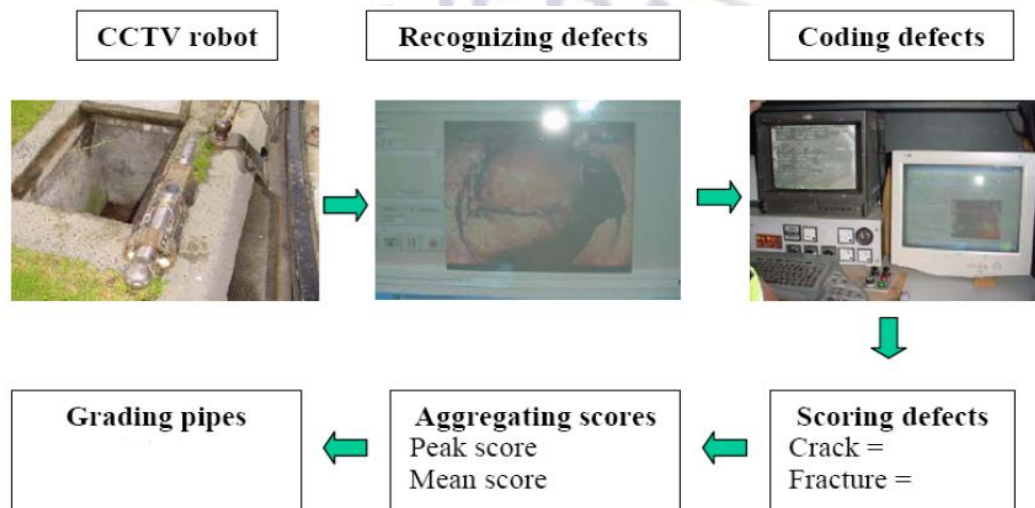 CCTV robot
Recognizing defects
Coding defects
Scoring defects
Crack =
Fracture =
Aggregating scores
Peak score
Mean score
Grading pipes